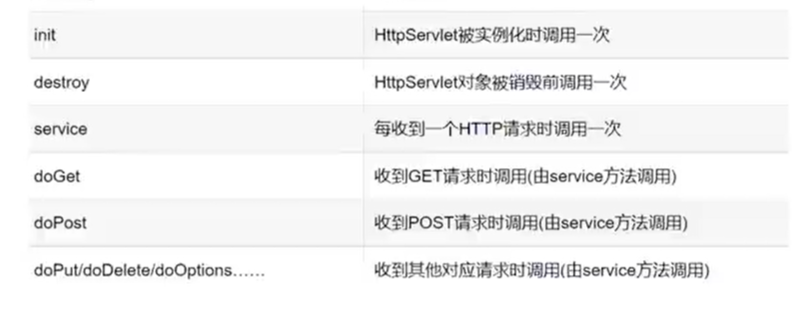 init HttpServlet被实例化时调用一次
destroy HttpServlet对象被销毁前调用一次
service 每收到一个HTTP请求时调用一次
doGet 收到GET请求时调用(由service方法调用)
doPost 收到POST请求时调用(由service方法调用)
doPut/doDelete/doOptions…… 收到其他对应请求时调用(由service方法调用)